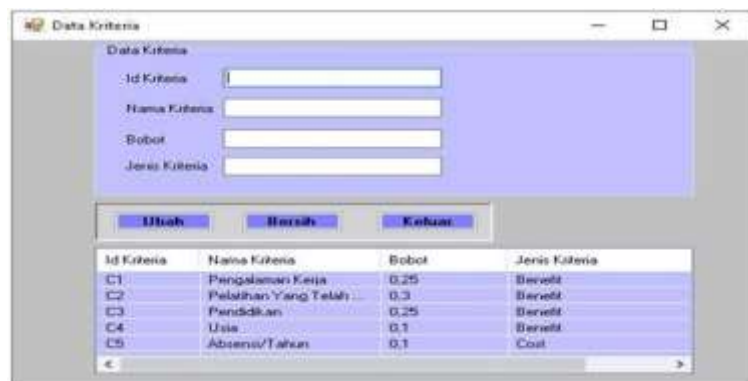 Data Kriteria
Data Kriteria
Id Kriteria
Nama Kriteria
Bobot
Jenis Kriteria
Ubah Bersih Keluar
Id Kriteria Nama Kriteria Bobot Jenis Kriteria
C1 Pengalaman Kerja 0,25 Benefit
C2 Pelatihan Yang Telah ... 0,3 Benefit
C3 Pendidikan 0,25 Benefit
C4 Usia 0,1 Benefit
C5 Absensi/Tahun 0,1 Cost